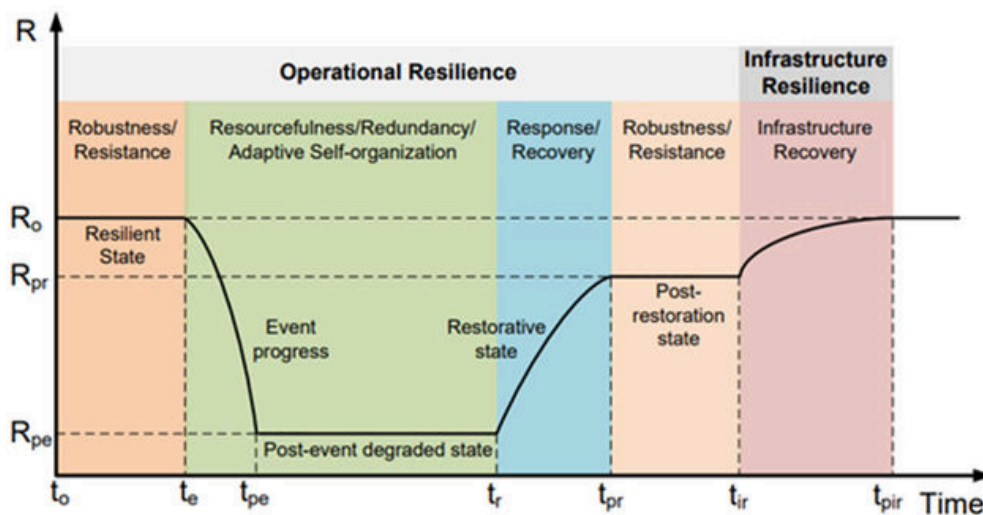 R
Operational Resilience
Infrastructure
Resilience
Robustness/
Resistance
Resourcefulness/Redundancy/
Adaptive Self-organization
Response/
Recovery
Robustness/
Resistance
Infrastructure
Recovery
Ro
Resilient
State
Rpr
Event
progress
Restorative
state
Post-
restoration
state
Rpe
Post-event degraded state
to
te
tpe
tr
tpr
tir
tpir
Time